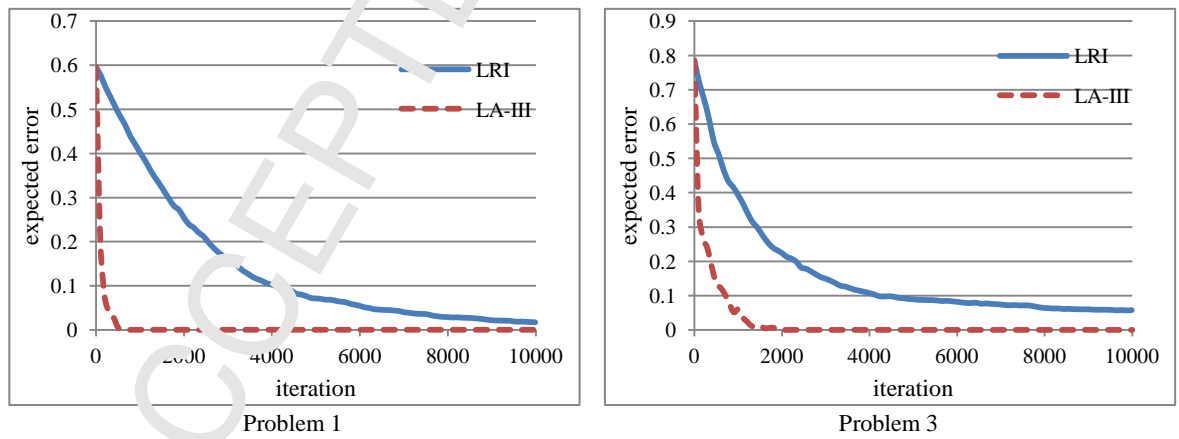 0.7
0.6
0.5
0.4
0.3
0.2
0.1
0
expected error
0 2000 4000 6000 8000 10000
iteration
LRI
LA-III
Problem 1
0.9
0.8
0.7
0.6
0.5
0.4
0.3
0.2
0.1
0
expected error
0 2000 4000 6000 8000 10000
iteration
LRI
LA-III
Problem 3
CCEPTE